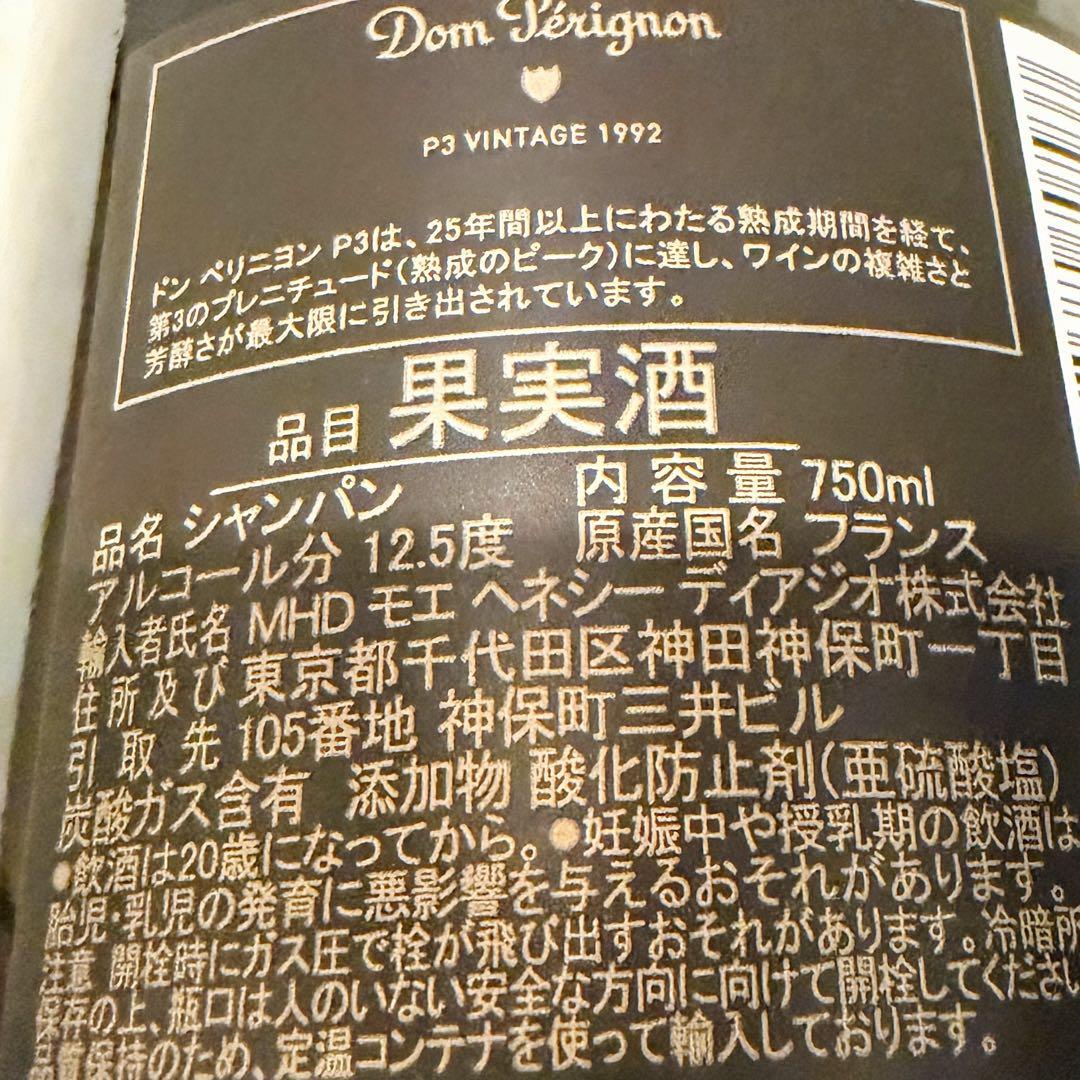 Dom Pérignon
P3 VINTAGE 1992
ドン ペリニヨン P3は、25年間以上にわたる熟成期間を経て、
第3のプレニチュード(熟成のピーク)に達し、ワインの複雑さと
芳醇さが最大限に引き出されています。
品目 果実酒
品名 シャンパン 内容量 750ml
アルコール分 12.5度 原産国名 フランス
輸入者氏名 MHD モエ ヘネシー ディアジオ株式会社
住所及び 東京都千代田区神田神保町一丁目
引取先 105番地 神保町三井ビル
炭酸ガス含有 添加物 酸化防止剤(亜硫酸塩)
●飲酒は20歳になってから。●妊娠中や授乳期の飲酒は
胎児・乳児の発育に悪影響を与えるおそれがあります。
注意 開栓時にガス圧で栓が飛び出すおそれがあります。冷暗所
保存の上、瓶口は人のいない安全な方向に向けて開栓してください
品質保持のため、定温コンテナを使って輸入しております。